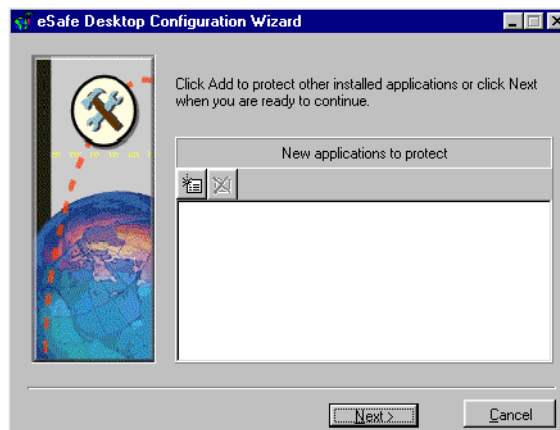 eSafe Desktop Configuration Wizard
Click Add to protect other installed applications or click Next
when you are ready to continue.
New applications to protect
Next >
Cancel